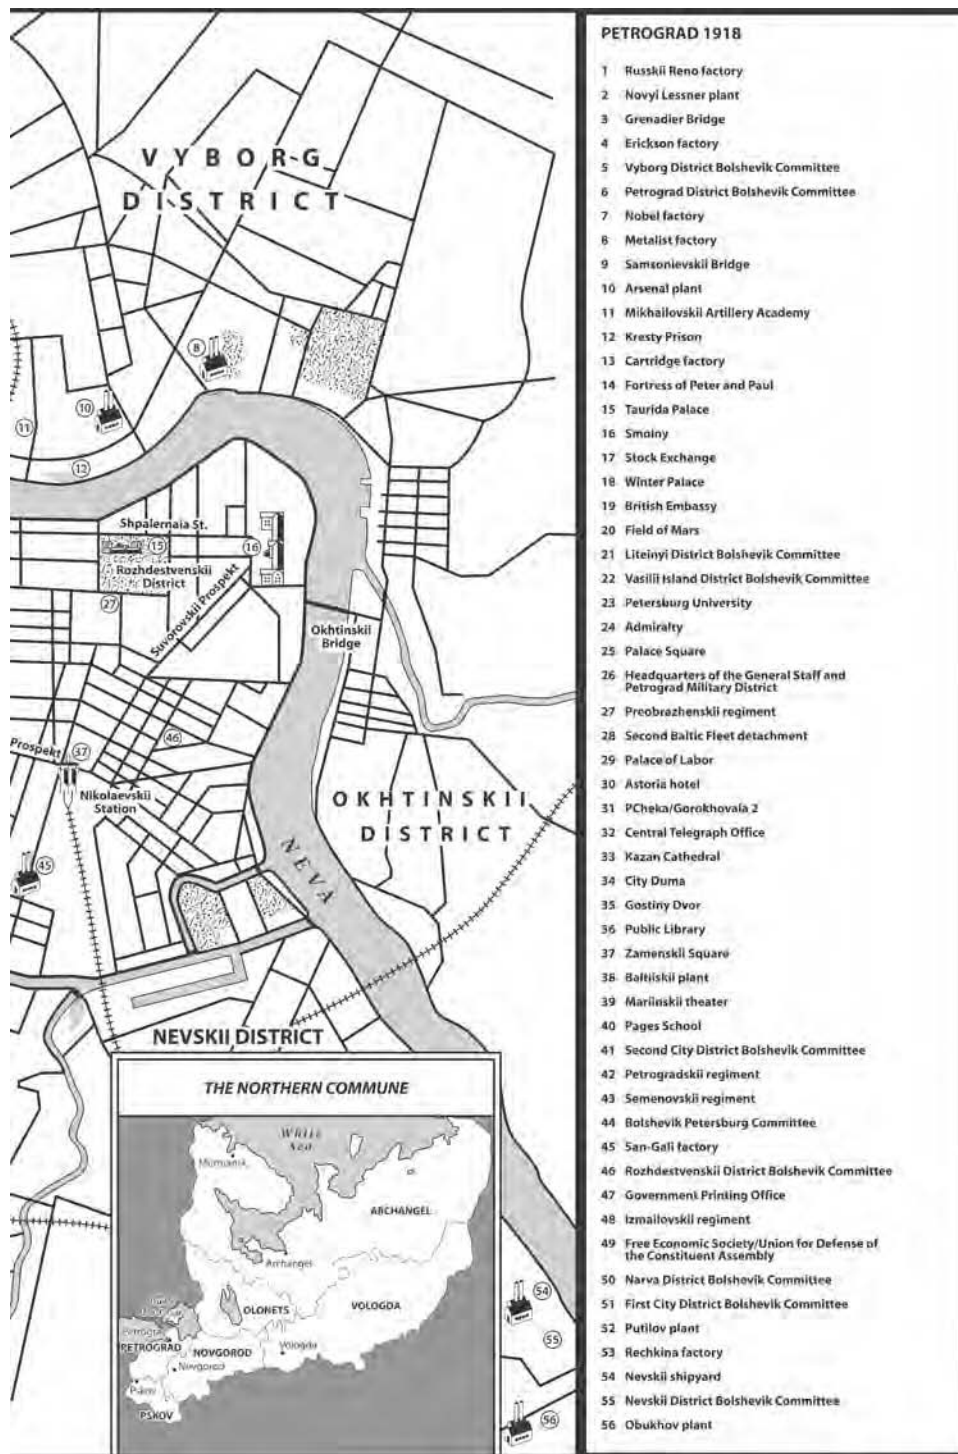 VYBORG
DISTRICT
8
10
11
12
Shpalernaia St.
15
16
Rozhdestvenskii
District
27
Suvorovskii Prospekt
Okhtinskii
Bridge
46
Prospekt
37
Nikolaevskii
Station
OKHTINSKII
DISTRICT
45
NEVA
NEVSKII DISTRICT
54
55
56
THE NORTHERN COMMUNE
White
Sea
Murmansk
ARCHANGEL
Archangel
OLONETS
VOLOGDA
PETROGRAD
NOVGOROD
Vologda
Novgorod
Pskov
PSKOV
PETROGRAD 1918
1 Russkii Reno factory
2 Novyi Lessner plant
3 Grenadier Bridge
4 Erickson factory
5 Vyborg District Bolshevik Committee
6 Petrograd District Bolshevik Committee
7 Nobel factory
8 Metalist factory
9 Samsonievskii Bridge
10 Arsenal plant
11 Mikhailovskii Artillery Academy
12 Kresty Prison
13 Cartridge factory
14 Fortress of Peter and Paul
15 Taurida Palace
16 Smolny
17 Stock Exchange
18 Winter Palace
19 British Embassy
20 Field of Mars
21 Liteinyi District Bolshevik Committee
22 Vasilii Island District Bolshevik Committee
23 Petersburg University
24 Admiralty
25 Palace Square
26 Headquarters of the General Staff and
Petrograd Military District
27 Preobrazhenskii regiment
28 Second Baltic Fleet detachment
29 Palace of Labor
30 Astoria hotel
31 PCheka/Gorokhovaia 2
32 Central Telegraph Office
33 Kazan Cathedral
34 City Duma
35 Gostiny Dvor
36 Public Library
37 Zamenskii Square
38 Baltiiskii plant
39 Mariinskii theater
40 Pages School
41 Second City District Bolshevik Committee
42 Petrogradskii regiment
43 Semenovskii regiment
44 Bolshevik Petersburg Committee
45 San-Gali factory
46 Rozhdestvenskii District Bolshevik Committee
47 Government Printing Office
48 Izmailovskii regiment
49 Free Economic Society/Union for Defense of
the Constituent Assembly
50 Narva District Bolshevik Committee
51 First City District Bolshevik Committee
52 Putilov plant
53 Rechkina factory
54 Nevskii shipyard
55 Nevskii District Bolshevik Committee
56 Obukhov plant